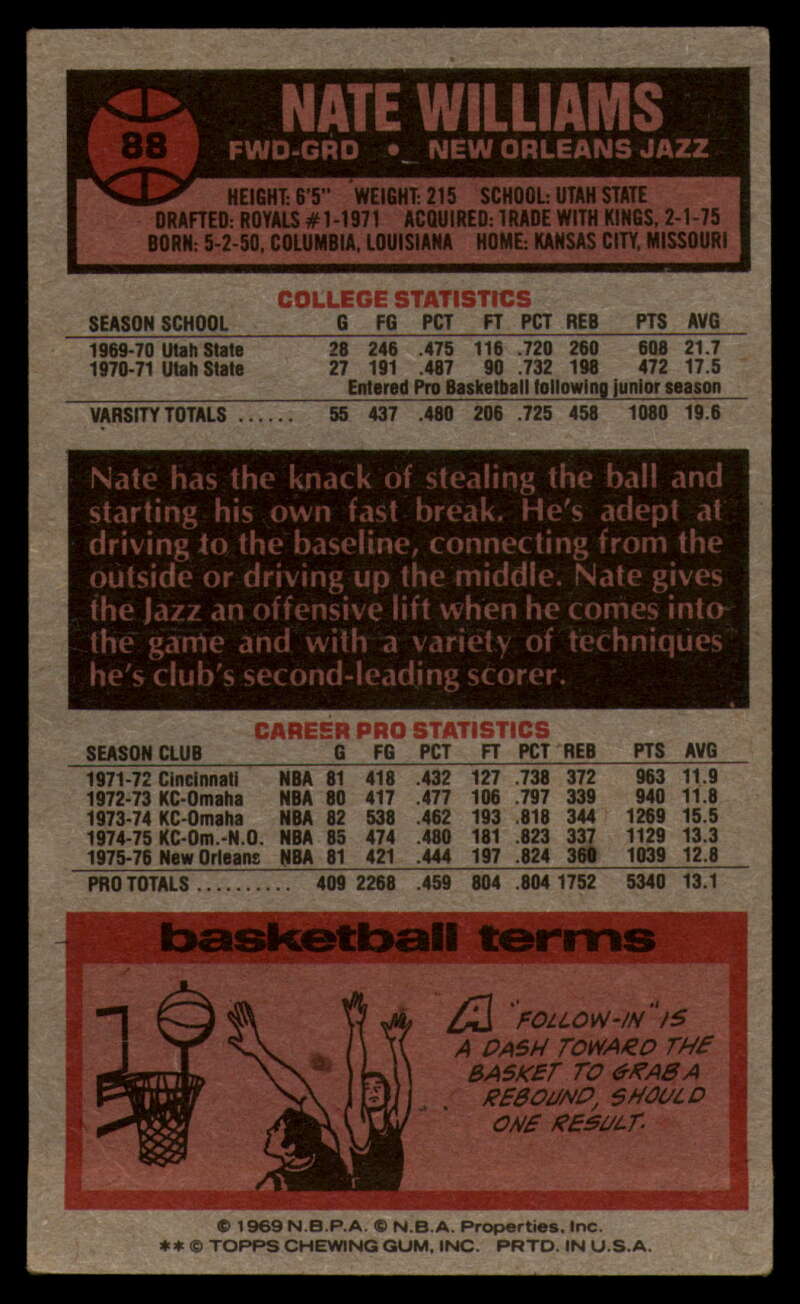 88
NATE WILLIAMS
FWD-GRD • NEW ORLEANS JAZZ
HEIGHT: 6'5" WEIGHT: 215 SCHOOL: UTAH STATE
DRAFTED: ROYALS #1-1971 ACQUIRED: TRADE WITH KINGS, 2-1-75
BORN: 5-2-50, COLUMBIA, LOUISIANA HOME: KANSAS CITY, MISSOURI
COLLEGE STATISTICS
SEASON SCHOOL G FG PCT FT PCT REB PTS AVG
1969-70 Utah State 28 246 .475 116 .720 260 608 21.7
1970-71 Utah State 27 191 .487 90 .732 198 472 17.5
Entered Pro Basketball following junior season
VARSITY TOTALS ...... 55 437 .480 206 .725 458 1080 19.6
Nate has the knack of stealing the ball and
starting his own fast break. He's adept at
driving to the baseline, connecting from the
outside or driving up the middle. Nate gives
the Jazz an offensive lift when he comes into
the game and with a variety of techniques
he's club's second-leading scorer.
CAREER PRO STATISTICS
SEASON CLUB G FG PCT FT PCT REB PTS AVG
1971-72 Cincinnati NBA 81 418 .432 127 .738 372 963 11.9
1972-73 KC-Omaha NBA 80 417 .477 106 .797 339 940 11.8
1973-74 KC-Omaha NBA 82 538 .462 193 .818 344 1269 15.5
1974-75 KC-Om.-N.O. NBA 85 474 .480 181 .823 337 1129 13.3
1975-76 New Orleans NBA 81 421 .444 197 .824 360 1039 12.8
PRO TOTALS .......... 409 2268 .459 804 .804 1752 5340 13.1
basketball terms
A "FOLLOW-IN" IS
A DASH TOWARD THE
BASKET TO GRAB A
REBOUND, SHOULD
ONE RESULT.
© 1969 N.B.P.A. © N.B.A. Properties, Inc.
** © TOPPS CHEWING GUM, INC. PRTD. IN U.S.A.